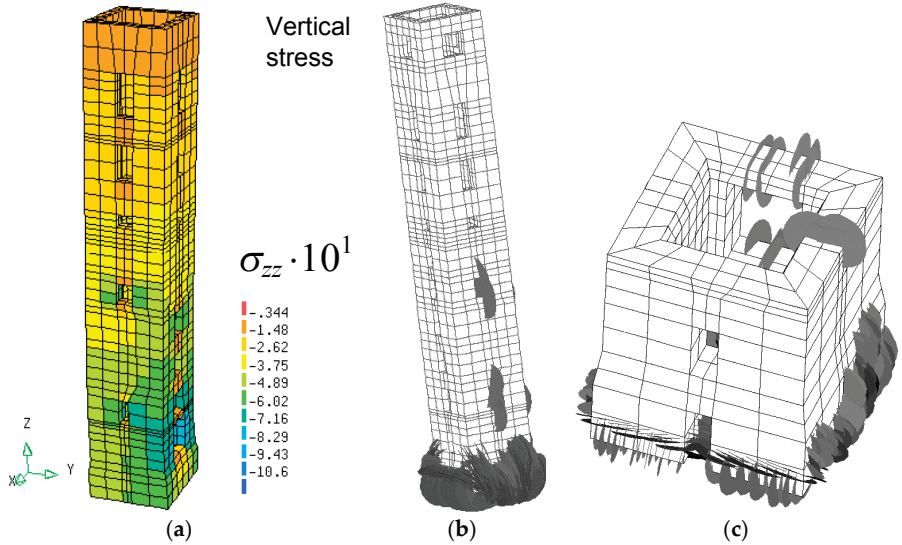 Vertical
stress
σzz·10¹
-.344
-1.48
-2.62
-3.75
-4.89
-6.02
-7.16
-8.29
-9.43
-10.6
Z
X
Y
(a)
(b)
(c)